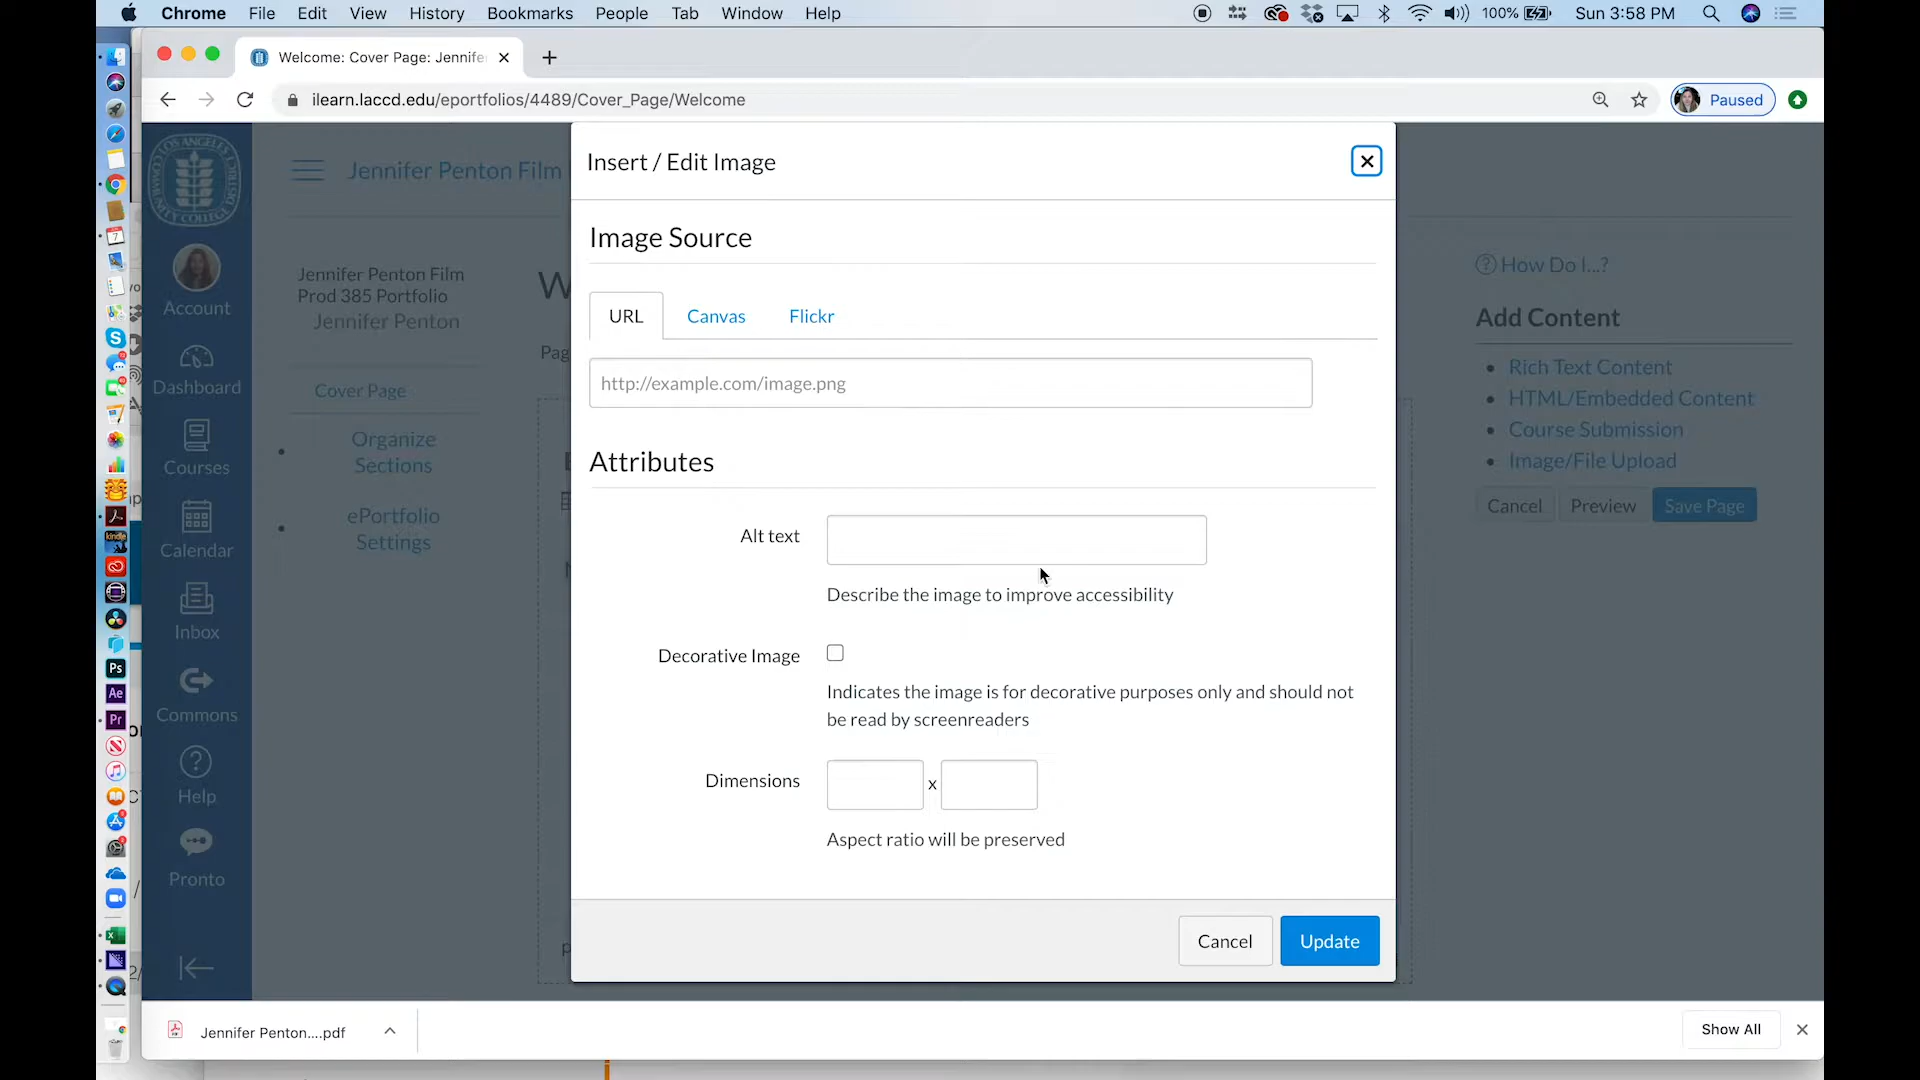 Chrome File Edit View History Bookmarks People Tab Window Help
100% Sun 3:58 PM
Welcome: Cover Page: Jennife
ilearn.laccd.edu/eportfolios/4489/Cover_Page/Welcome
Paused
Jennifer Penton Film
Account
Dashboard
Courses
Calendar
Inbox
Commons
Help
Pronto
Jennifer Penton Film
Prod 385 Portfolio
Jennifer Penton
Cover Page
Organize
Sections
ePortfolio
Settings
W
Pag
Insert / Edit Image
Image Source
URL Canvas Flickr
http://example.com/image.png
Attributes
Alt text
Describe the image to improve accessibility
Decorative Image
Indicates the image is for decorative purposes only and should not
be read by screenreaders
Dimensions
x
Aspect ratio will be preserved
Cancel Update
How Do I...?
Add Content
Rich Text Content
HTML/Embedded Content
Course Submission
Image/File Upload
Cancel Preview Save Page
Ps
Ae
Pr
Jennifer Penton....pdf
Show All